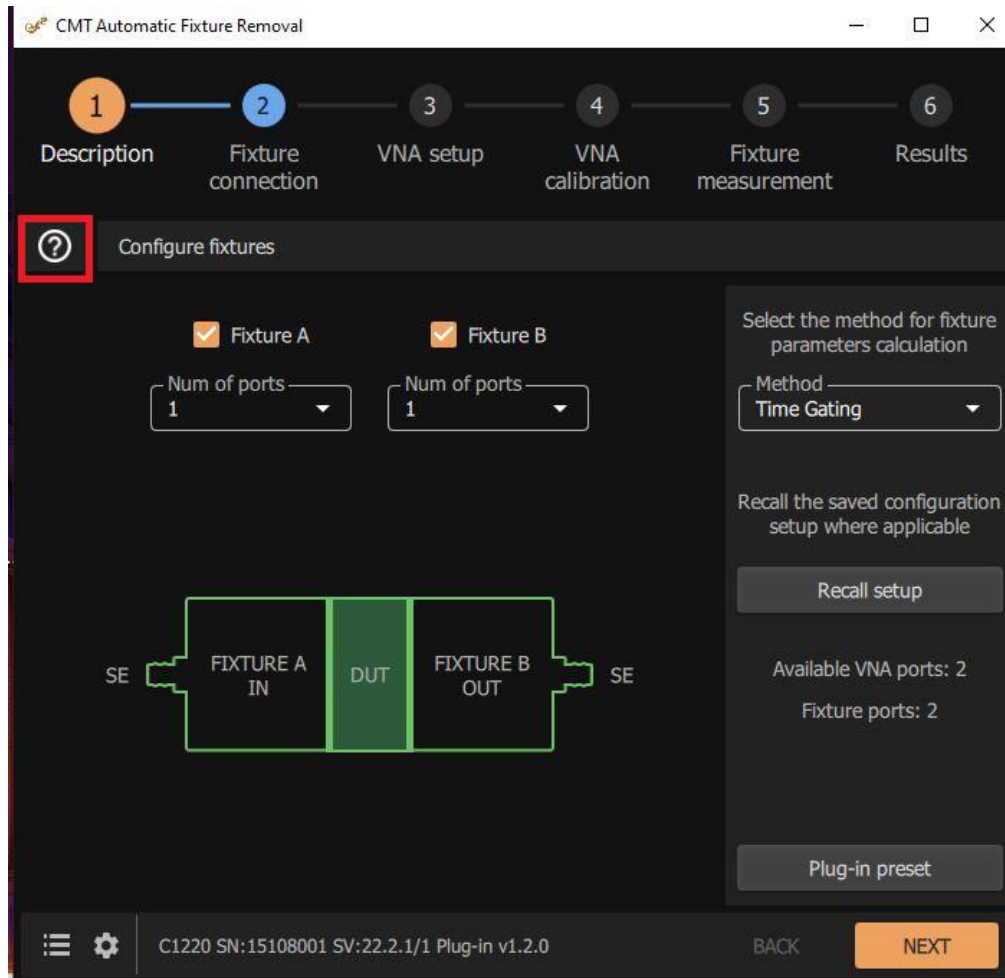 CMT Automatic Fixture Removal
1 2 3 4 5 6
Description Fixture VNA setup VNA Fixture Results
connection calibration measurement
? Configure fixtures
Fixture A Fixture B
Num of ports Num of ports
1 1
Select the method for fixture
parameters calculation
Method
Time Gating
Recall the saved configuration
setup where applicable
Recall setup
SE FIXTURE A DUT FIXTURE B SE
IN OUT
Available VNA ports: 2
Fixture ports: 2
Plug-in preset
C1220 SN:15108001 SV:22.2.1/1 Plug-in v1.2.0 BACK NEXT